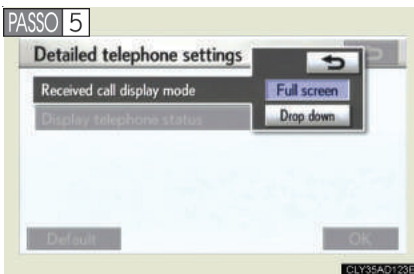 PASSO 5
Detailed telephone settings
Received call display mode
Full screen
Display telephone status
Drop down
Default
OK
CLY35AD123E